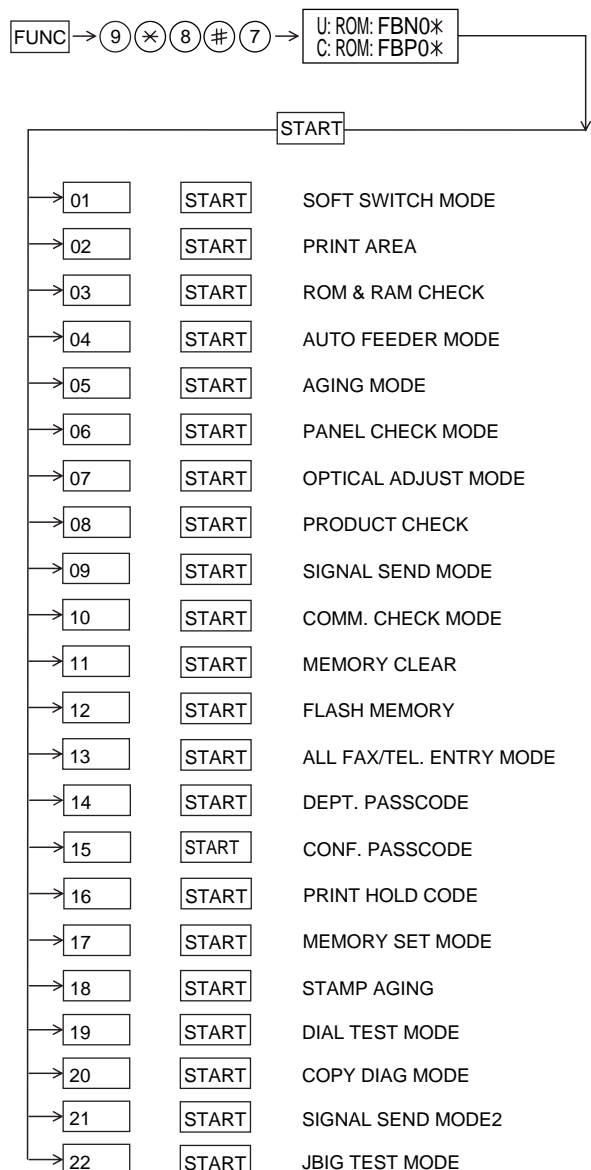 FUNC 9 * 8 # 7 U: ROM: FBN0*
C: ROM: FBP0*
START
01 START SOFT SWITCH MODE
02 START PRINT AREA
03 START ROM & RAM CHECK
04 START AUTO FEEDER MODE
05 START AGING MODE
06 START PANEL CHECK MODE
07 START OPTICAL ADJUST MODE
08 START PRODUCT CHECK
09 START SIGNAL SEND MODE
10 START COMM. CHECK MODE
11 START MEMORY CLEAR
12 START FLASH MEMORY
13 START ALL FAX/TEL. ENTRY MODE
14 START DEPT. PASSCODE
15 START CONF. PASSCODE
16 START PRINT HOLD CODE
17 START MEMORY SET MODE
18 START STAMP AGING
19 START DIAL TEST MODE
20 START COPY DIAG MODE
21 START SIGNAL SEND MODE2
22 START JBIG TEST MODE